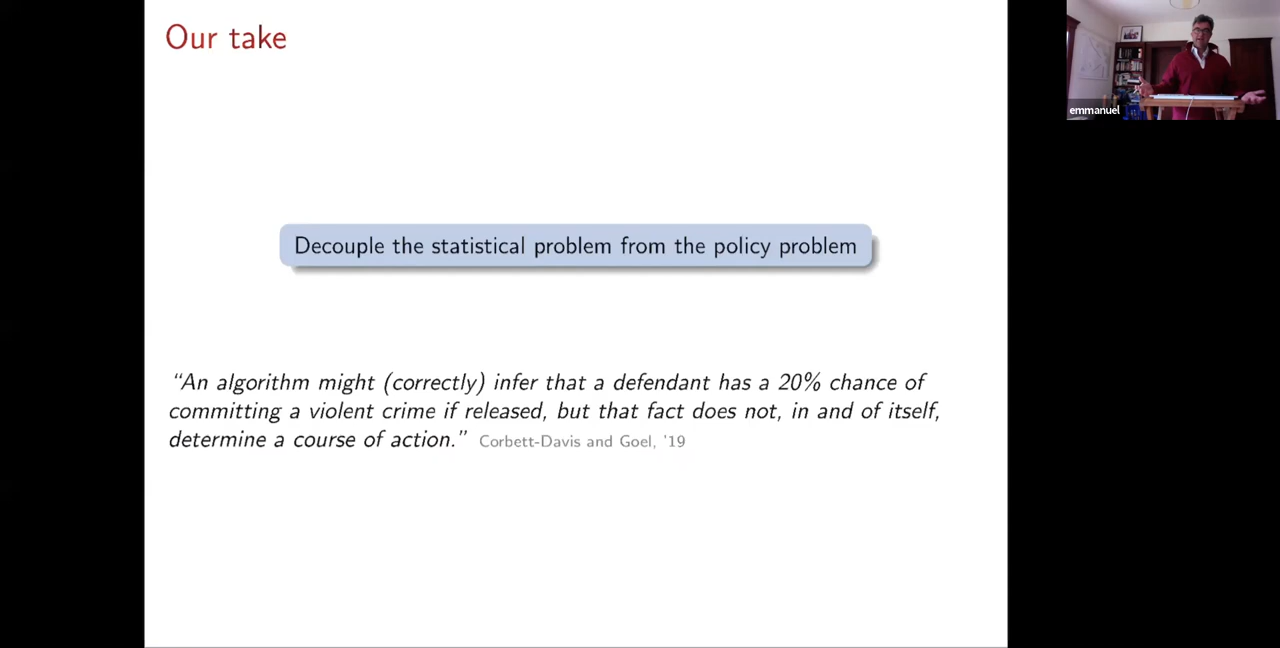 Our take
emmanuel
Decouple the statistical problem from the policy problem
“An algorithm might (correctly) infer that a defendant has a 20% chance of
committing a violent crime if released, but that fact does not, in and of itself,
determine a course of action.” Corbett-Davis and Goel, '19